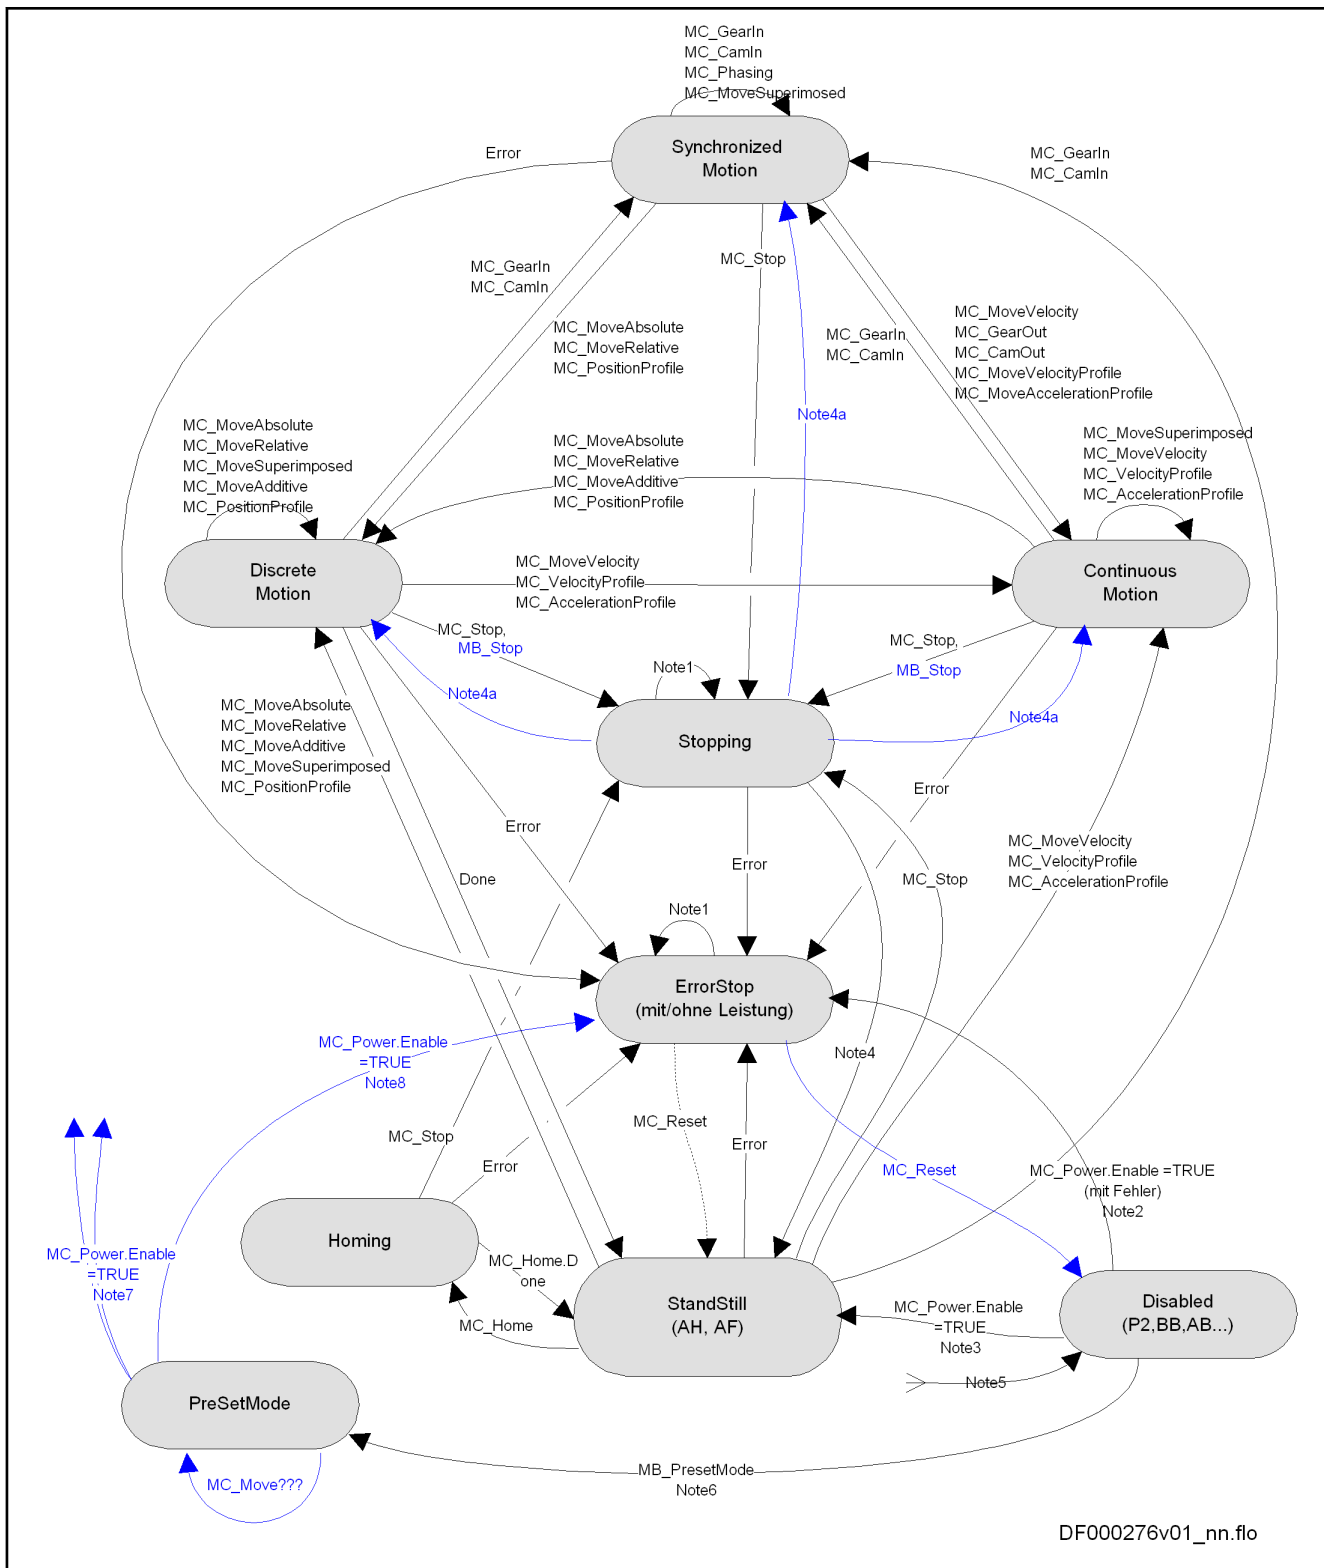 MC_GearIn
MC_CamIn
MC_Phasing
MC_MoveSuperimosed
Synchronized
Motion
Error
MC_GearIn
MC_CamIn
MC_GearIn
MC_CamIn
MC_Stop
MC_MoveAbsolute
MC_MoveRelative
MC_PositionProfile
MC_GearIn
MC_CamIn
MC_MoveVelocity
MC_GearOut
MC_CamOut
MC_MoveVelocityProfile
MC_MoveAccelerationProfile
Note4a
MC_MoveAbsolute
MC_MoveRelative
MC_MoveSuperimposed
MC_MoveAdditive
MC_PositionProfile
MC_MoveAbsolute
MC_MoveRelative
MC_MoveAdditive
MC_PositionProfile
MC_MoveSuperimposed
MC_MoveVelocity
MC_VelocityProfile
MC_AccelerationProfile
Discrete
Motion
MC_MoveVelocity
MC_VelocityProfile
MC_AccelerationProfile
Continuous
Motion
MC_Stop,
MB_Stop
MC_Stop,
MB_Stop
Note1
Note4a
Note4a
Stopping
MC_MoveAbsolute
MC_MoveRelative
MC_MoveAdditive
MC_MoveSuperimposed
MC_PositionProfile
Error
Error
Error
Done
MC_Stop
MC_MoveVelocity
MC_VelocityProfile
MC_AccelerationProfile
Note1
ErrorStop
(mit/ohne Leistung)
MC_Power.Enable
=TRUE
Note8
Note4
MC_Stop
MC_Reset
Error
Error
MC_Reset
MC_Power.Enable =TRUE
(mit Fehler)
Note2
Homing
MC_Power.Enable
=TRUE
Note7
MC_Home.D
one
MC_Home
StandStill
(AH, AF)
MC_Power.Enable
=TRUE
Note3
Disabled
(P2,BB,AB...)
Note5
PreSetMode
MC_Move???
MB_PresetMode
Note6
DF000276v01_nn.flo